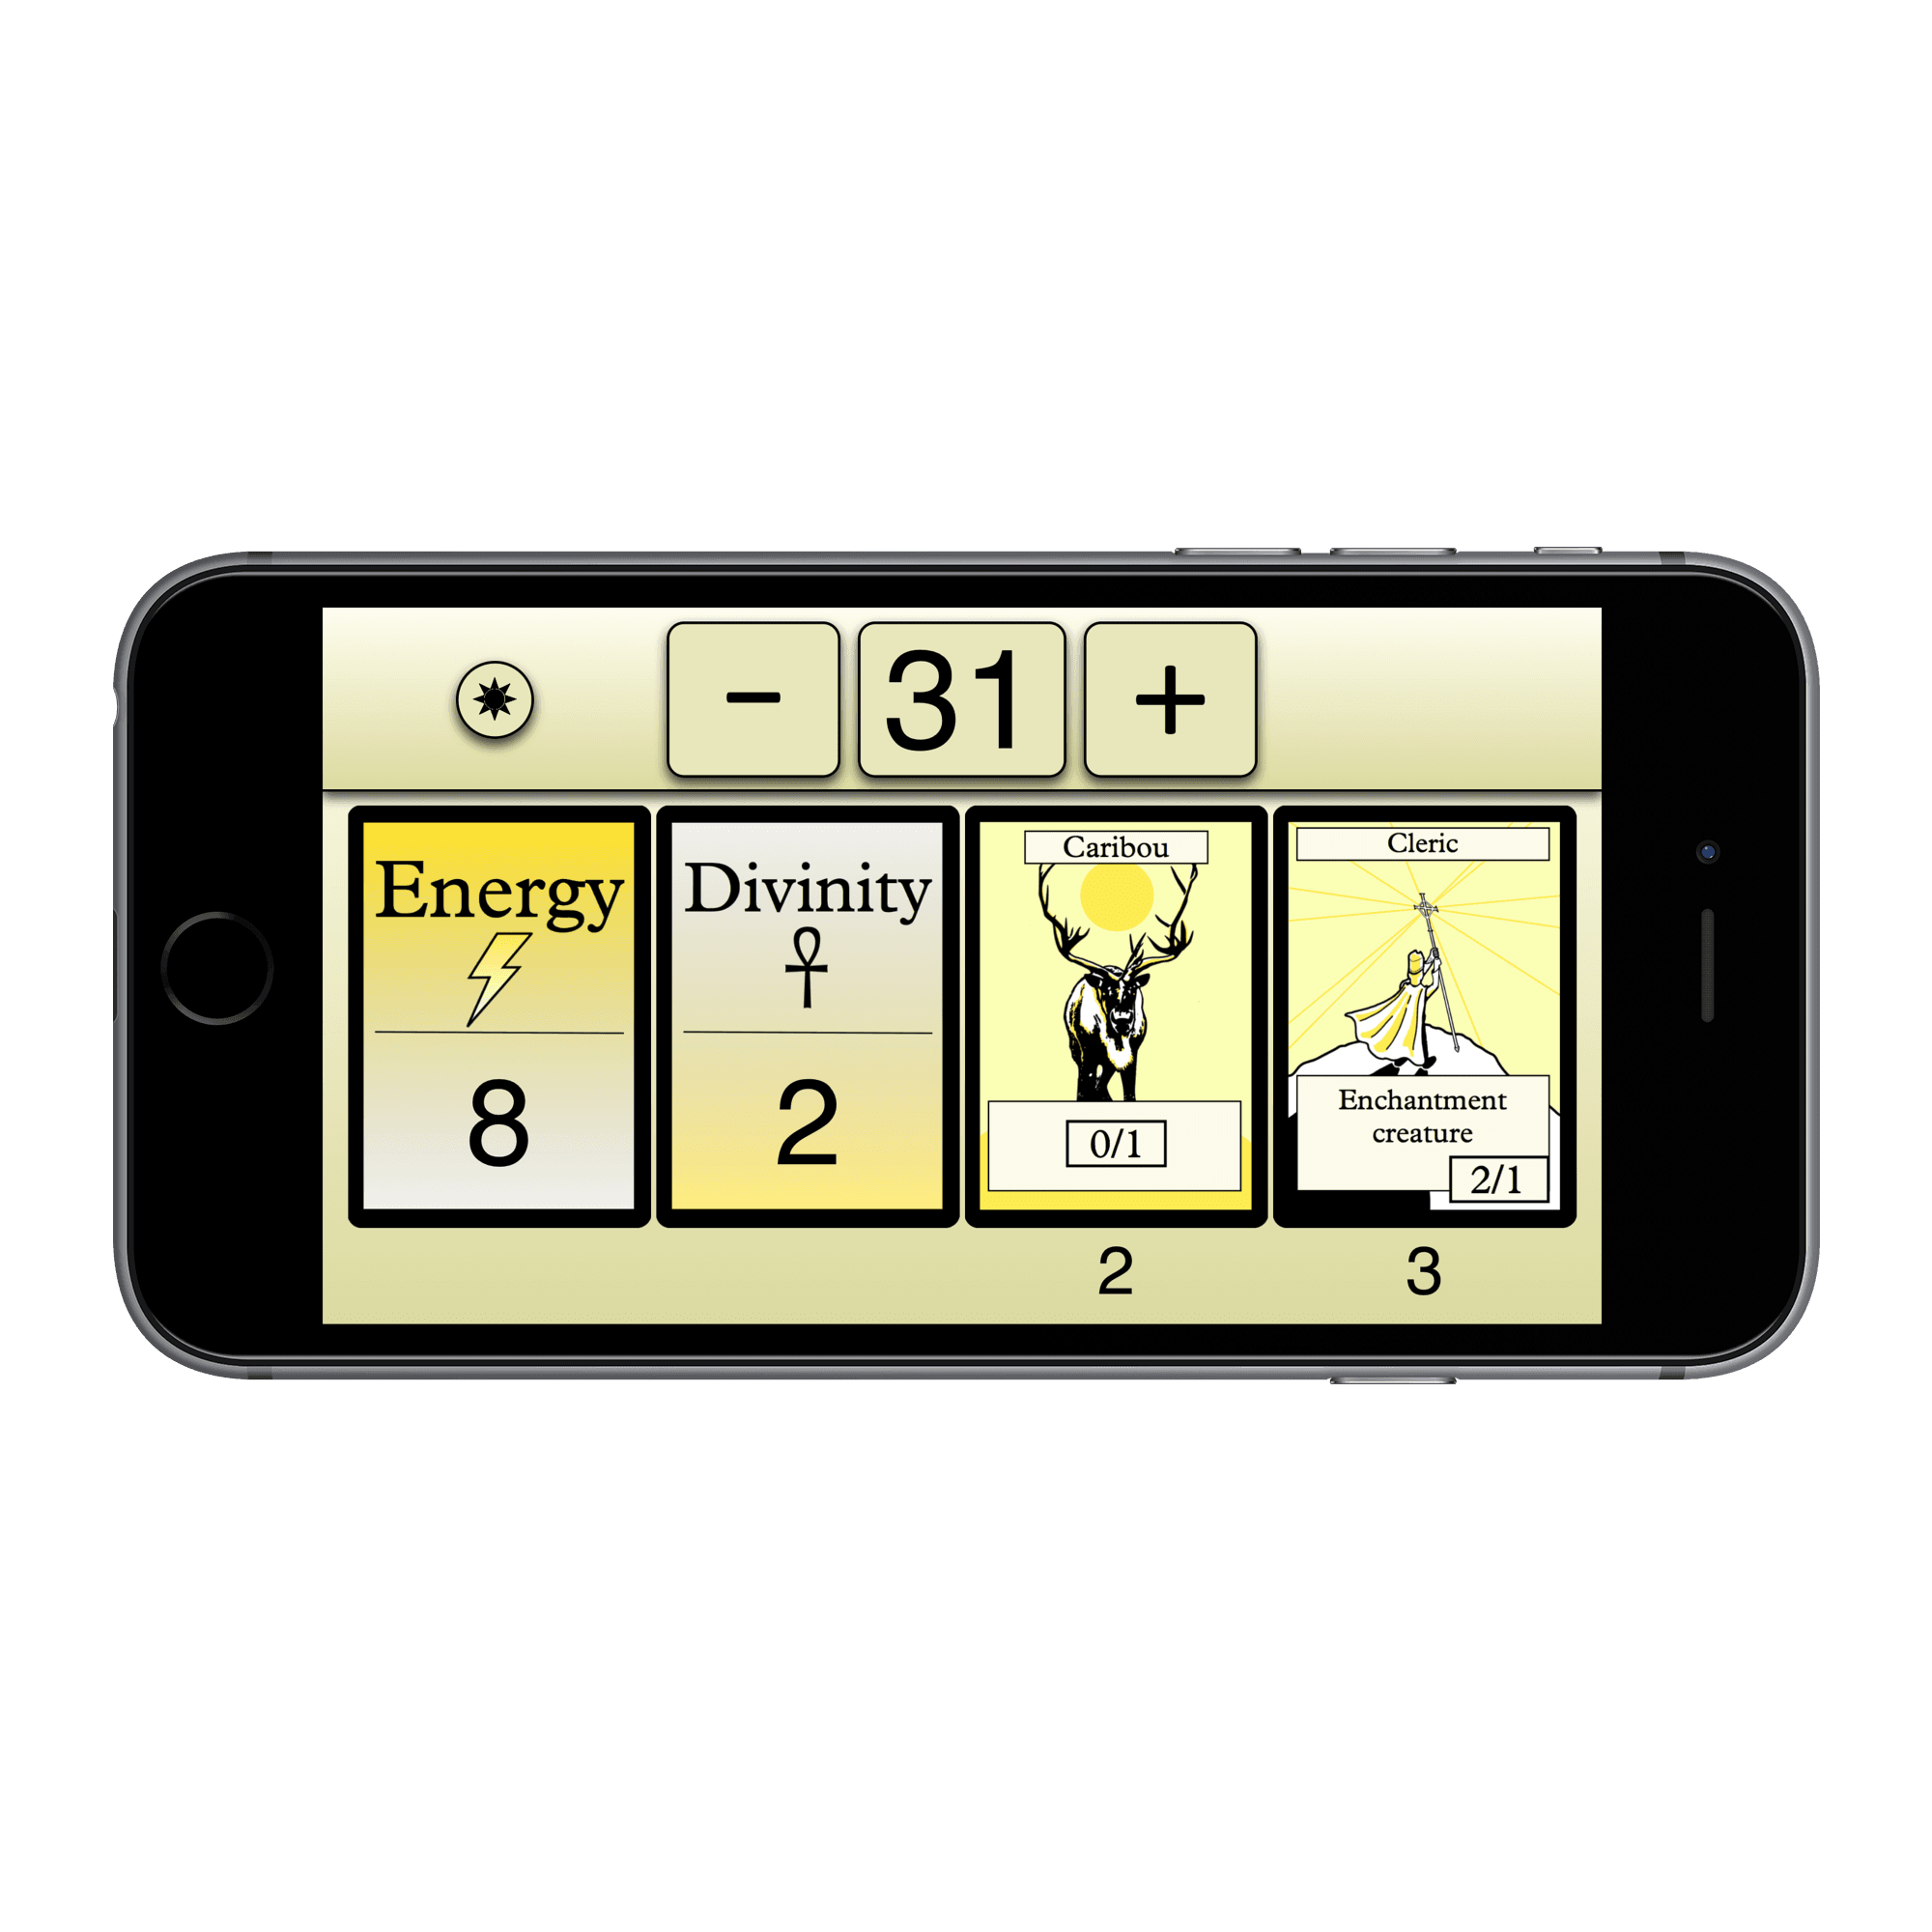 − 31 +
Energy
8
Divinity
2
Caribou
0/1
2
Cleric
Enchantment
creature
2/1
3